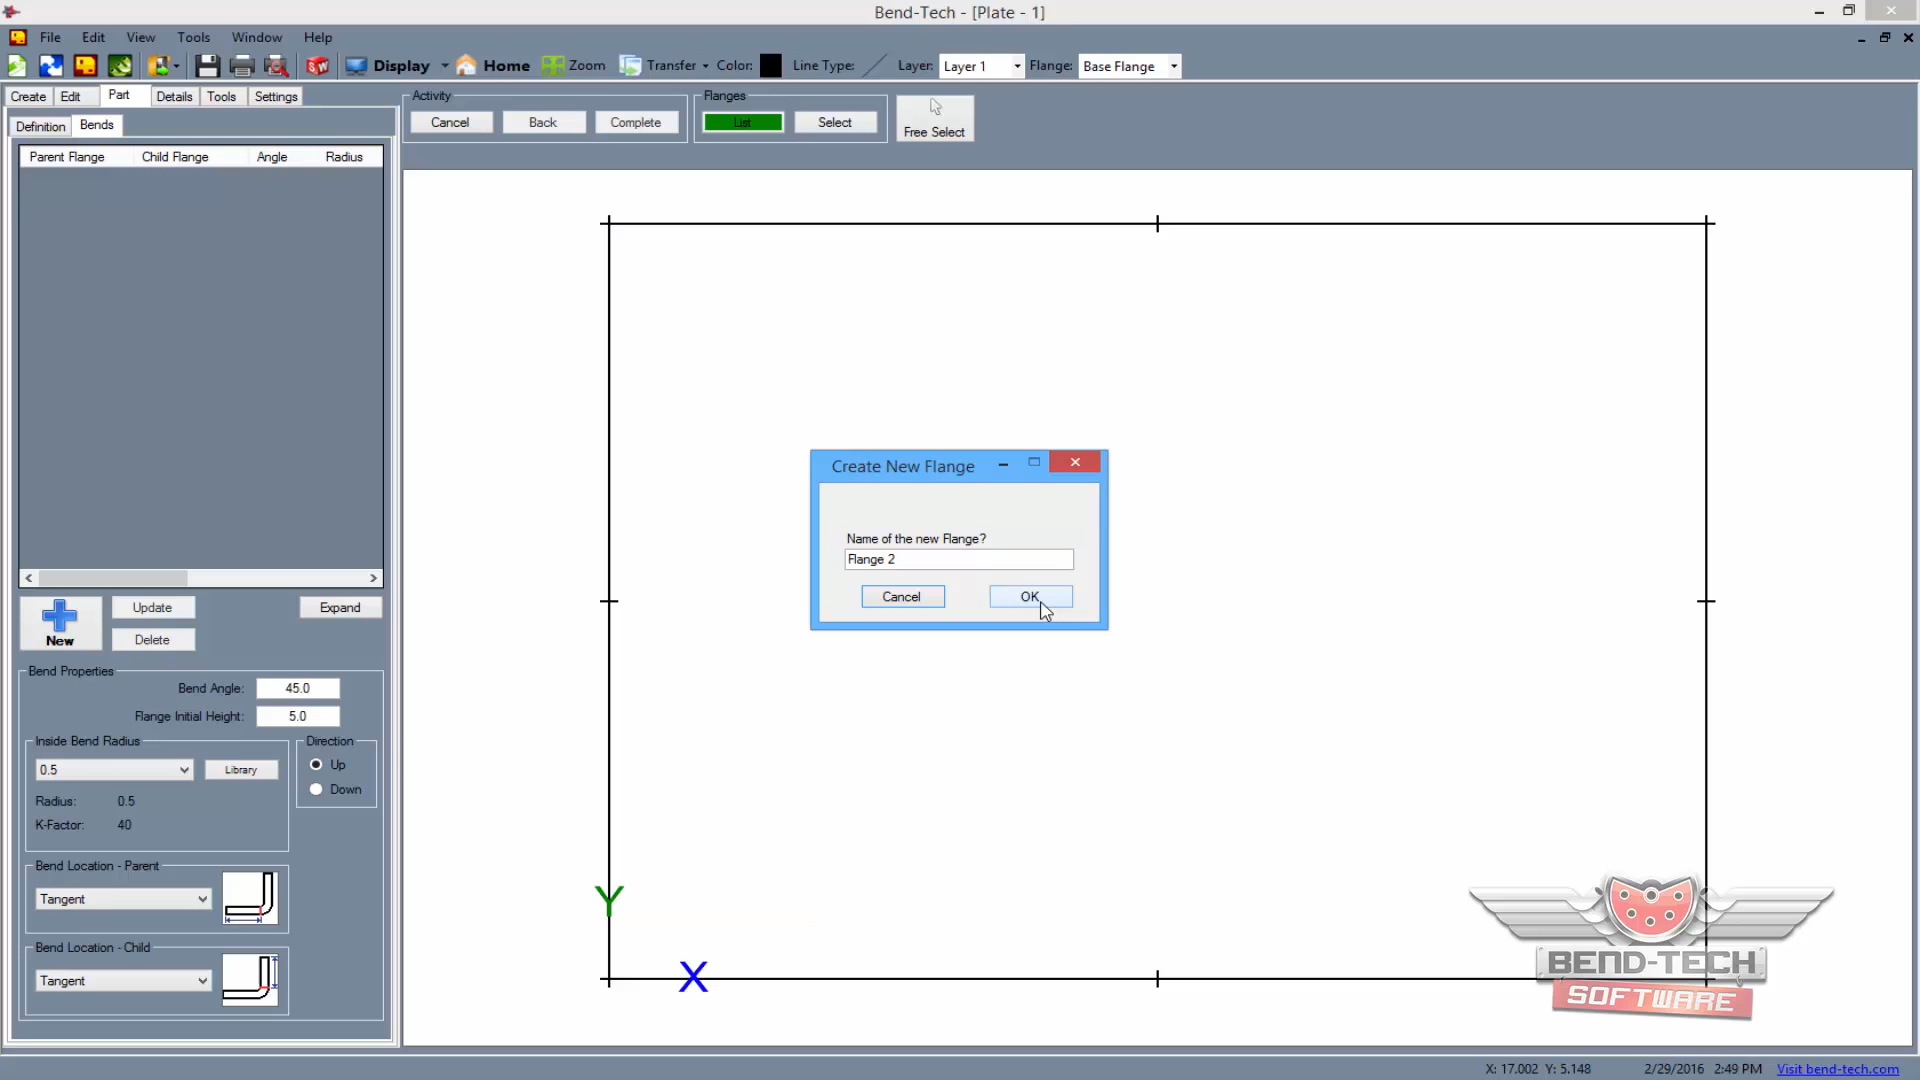 Bend-Tech - [Plate - 1]
File Edit View Tools Window Help
SW Display Home Zoom Transfer Color: Line Type: Layer: Layer 1 Flange: Base Flange
Create Edit Part Details Tools Settings
Definition Bends
Activity
Cancel Back Complete
Flanges
List Select
Free Select
Parent Flange Child Flange Angle Radius
New
Update
Delete
Expand
Bend Properties
Bend Angle: 45.0
Flange Initial Height: 5.0
Inside Bend Radius
0.5 Library
Radius: 0.5
K-Factor: 40
Direction
Up
Down
Bend Location - Parent
Tangent
Bend Location - Child
Tangent
Create New Flange
Name of the new Flange?
Flange 2
Cancel OK
Y
X
BEND-TECH
SOFTWARE
X: 17.002 Y: 5.148 2/29/2016 2:49 PM Visit bend-tech.com